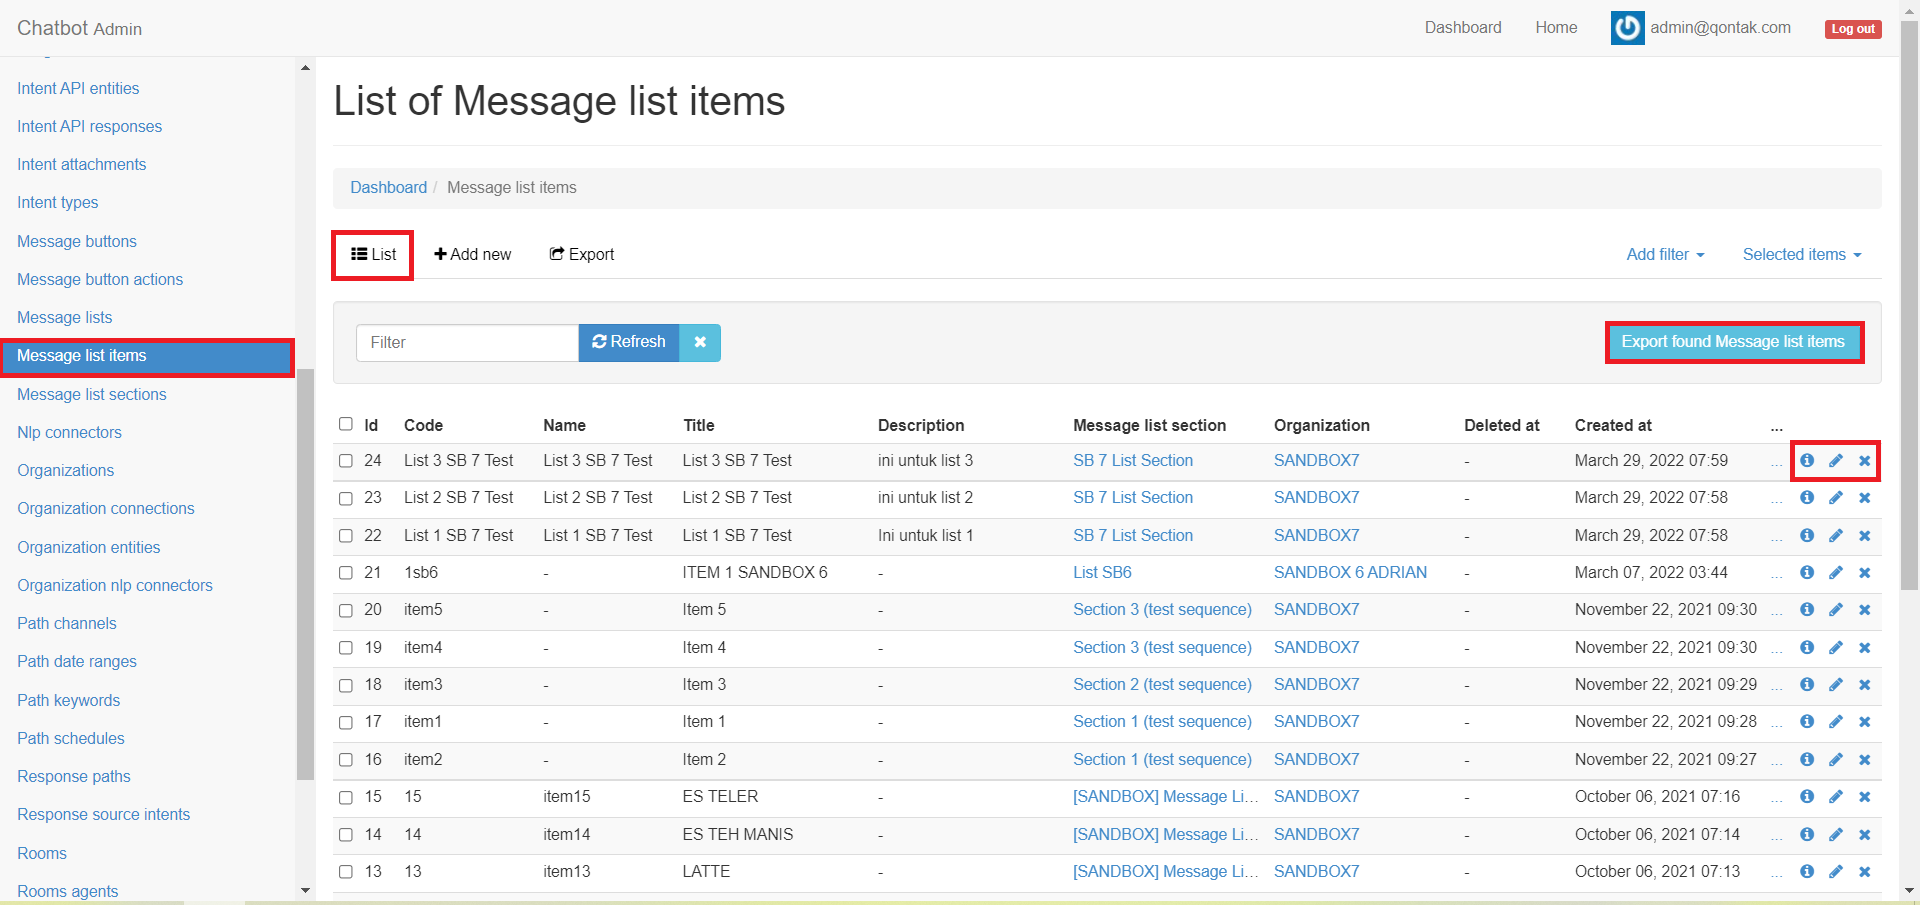 Chatbot Admin
Dashboard Home admin@qontak.com Log out
Intent API entities
Intent API responses
Intent attachments
Intent types
Message buttons
Message button actions
Message lists
Message list items
Message list sections
Nlp connectors
Organizations
Organization connections
Organization entities
Organization nlp connectors
Path channels
Path date ranges
Path keywords
Path schedules
Response paths
Response source intents
Rooms
Rooms agents
List of Message list items
Dashboard / Message list items
List Add new Export Add filter Selected items
Filter Refresh Export found Message list items
Id Code Name Title Description Message list section Organization Deleted at Created at ...
24 List 3 SB 7 Test List 3 SB 7 Test List 3 SB 7 Test ini untuk list 3 SB 7 List Section SANDBOX7 - March 29, 2022 07:59 ...
23 List 2 SB 7 Test List 2 SB 7 Test List 2 SB 7 Test ini untuk list 2 SB 7 List Section SANDBOX7 - March 29, 2022 07:58 ...
22 List 1 SB 7 Test List 1 SB 7 Test List 1 SB 7 Test Ini untuk list 1 SB 7 List Section SANDBOX7 - March 29, 2022 07:58 ...
21 1sb6 - ITEM 1 SANDBOX 6 - List SB6 SANDBOX 6 ADRIAN - March 07, 2022 03:44 ...
20 item5 - Item 5 - Section 3 (test sequence) SANDBOX7 - November 22, 2021 09:30 ...
19 item4 - Item 4 - Section 3 (test sequence) SANDBOX7 - November 22, 2021 09:30 ...
18 item3 - Item 3 - Section 2 (test sequence) SANDBOX7 - November 22, 2021 09:29 ...
17 item1 - Item 1 - Section 1 (test sequence) SANDBOX7 - November 22, 2021 09:28 ...
16 item2 - Item 2 - Section 1 (test sequence) SANDBOX7 - November 22, 2021 09:27 ...
15 15 item15 ES TELER - [SANDBOX] Message Li... SANDBOX7 - October 06, 2021 07:16 ...
14 14 item14 ES TEH MANIS - [SANDBOX] Message Li... SANDBOX7 - October 06, 2021 07:14 ...
13 13 item13 LATTE - [SANDBOX] Message Li... SANDBOX7 - October 06, 2021 07:13 ...